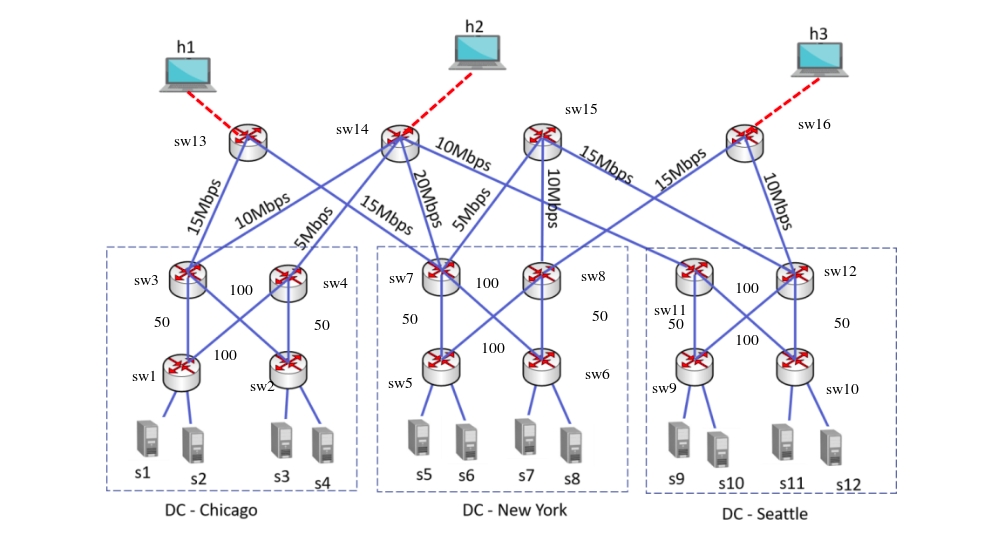 h1
h2
h3
sw13
sw14
sw15
sw16
15Mbps
10Mbps
5Mbps
20Mbps
15Mbps
10Mbps
5Mbps
10Mbps
15Mbps
15Mbps
10Mbps
sw3
100
sw4
50
50
100
sw1
sw2
s1
s2
s3
s4
DC - Chicago
sw7
100
sw8
50
50
100
sw5
sw6
s5
s6
s7
s8
DC - New York
sw11
100
sw12
50
50
100
sw9
sw10
s9
s10
s11
s12
DC - Seattle